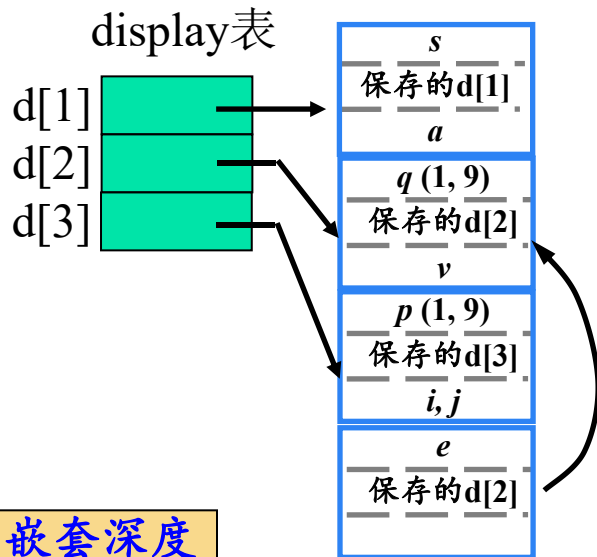 display表
d[1]
d[2]
d[3]
s
保存的d[1]
a
q (1, 9)
保存的d[2]
v
p (1, 9)
保存的d[3]
i, j
e
保存的d[2]
嵌套深度